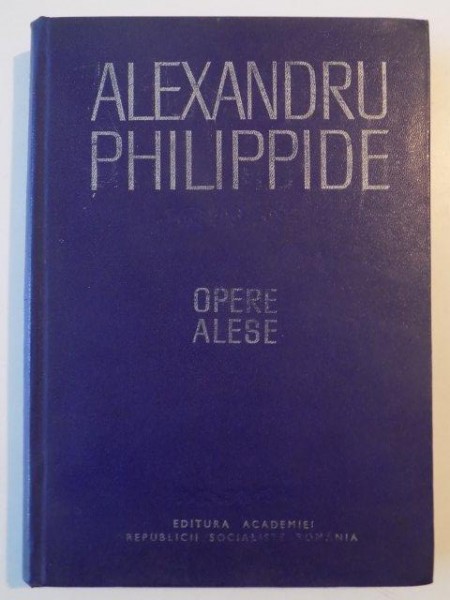 ALEXANDRU
PHILIPPIDE
OPERE
ALESE
EDITURA ACADEMIEI
REPUBLICII SOCIALISTE ROMÂNIA